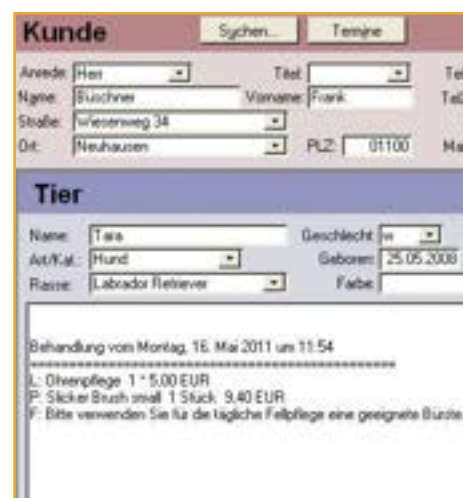 Kunde Suchen... Termine
Anrede: Herr Titel:
Name: Büschner Vorname: Frank
Straße: Wiesenweg 34
Ort: Neuhausen PLZ: 01100
Tier
Name: Tara Geschlecht: w
Art/Kat.: Hund Geboren: 25.05.2008
Rasse: Labrador Retriever Farbe:
Behandlung vom Montag, 16. Mai 2011 um 11:54
L: Ohrenpflege 1 * 5,00 EUR
P: Slicker Brush small 1 Stück 9,40 EUR
F: Bitte verwenden Sie für die tägliche Fellpflege eine geeignete Bürste